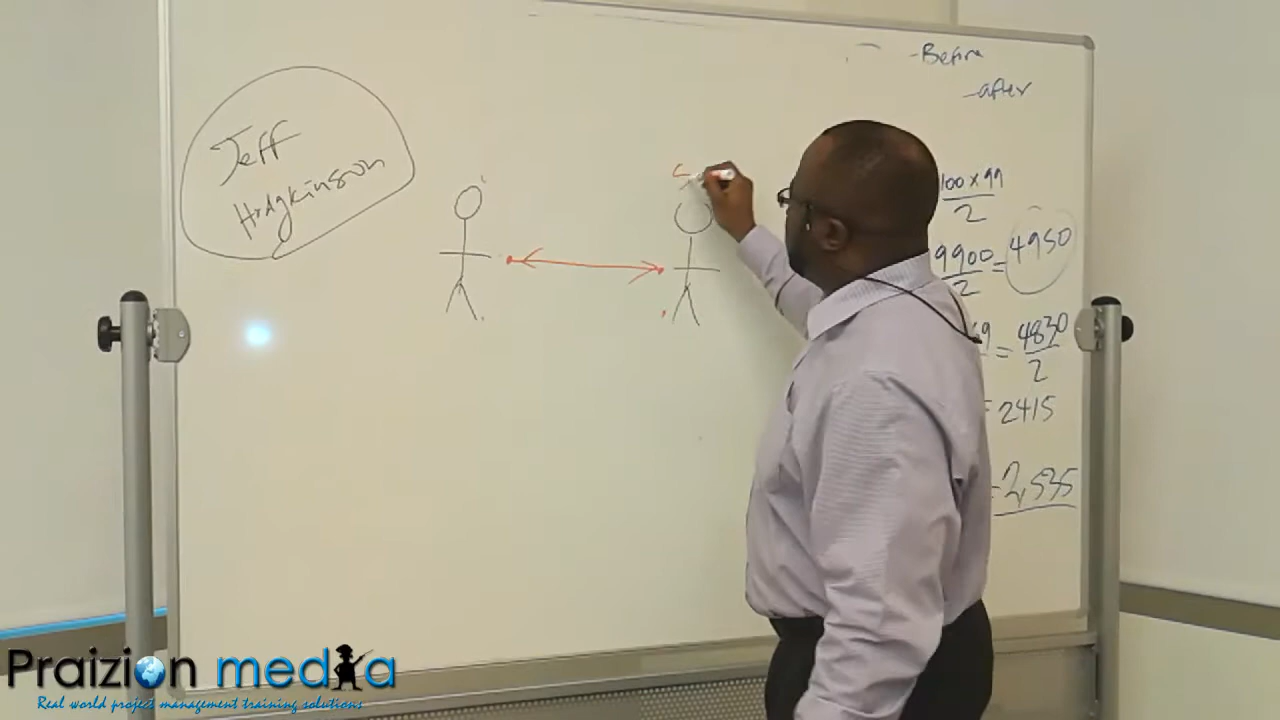 Jeff
Hodgkinson
- Before
- after
100 x 99
2
9900 = 4950
2
69 = 4830
2
= 2415
= 2,535
Praizion media
Real world project management training solutions